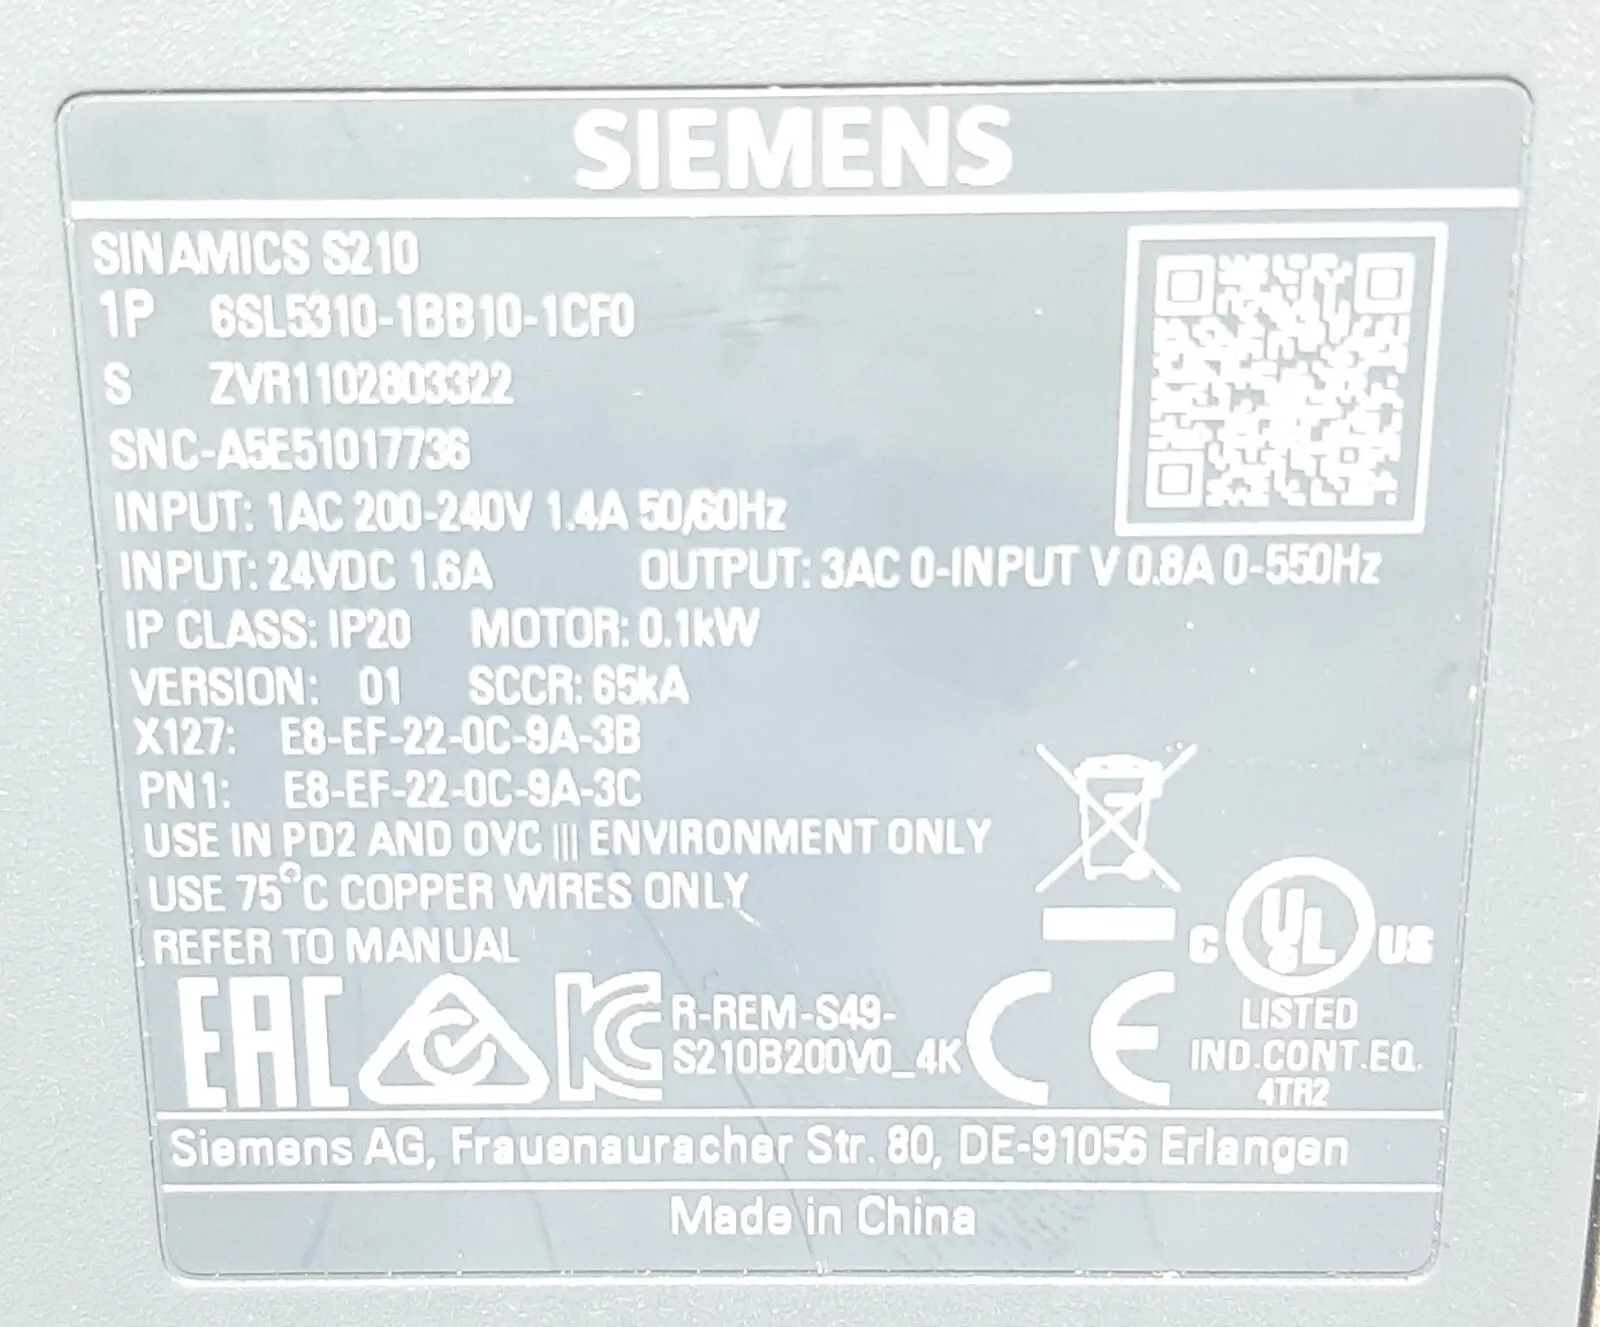 SIEMENS
SINAMICS S210
1P 6SL5310-1BB10-1CF0
S ZVR1102803322
SNC-A5E51017736
INPUT: 1AC 200-240V 1.4A 50/60Hz
INPUT: 24VDC 1.6A OUTPUT: 3AC 0-INPUT V 0.8A 0-550Hz
IP CLASS: IP20 MOTOR: 0.1kW
VERSION: 01 SCCR: 65kA
X127: E8-EF-22-0C-9A-3B
PN1: E8-EF-22-0C-9A-3C
USE IN PD2 AND OVC III ENVIRONMENT ONLY
USE 75°C COPPER WIRES ONLY
REFER TO MANUAL
EAC KC R-REM-S49-
S210B200V0_4K
CE
C UL US
LISTED
IND.CONT.EQ.
4TR2
Siemens AG, Frauenauracher Str. 80, DE-91056 Erlangen
Made in China